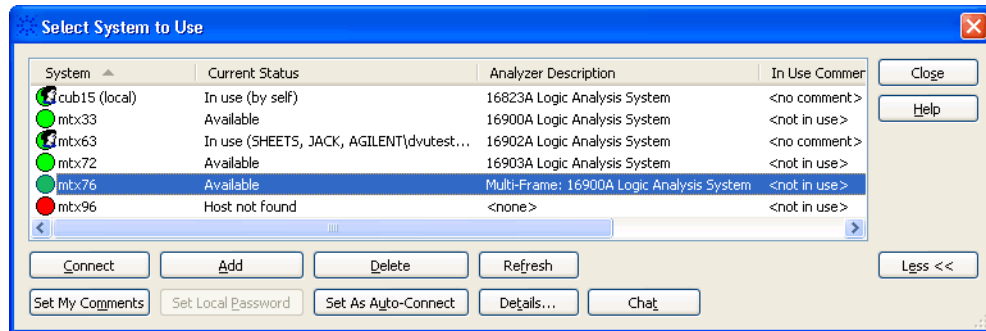 Select System to Use
System Current Status Analyzer Description In Use Commer
cub15 (local) In use (by self) 16823A Logic Analysis System <no comment>
mtx33 Available 16900A Logic Analysis System <not in use>
mtx63 In use (SHEETS, JACK, AGILENT\dvutest... 16902A Logic Analysis System <no comment>
mtx72 Available 16903A Logic Analysis System <not in use>
mtx76 Available Multi-Frame: 16900A Logic Analysis System <not in use>
mtx96 Host not found <none> <not in use>
Close
Help
Connect Add Delete Refresh Less <<
Set My Comments Set Local Password Set As Auto-Connect Details... Chat